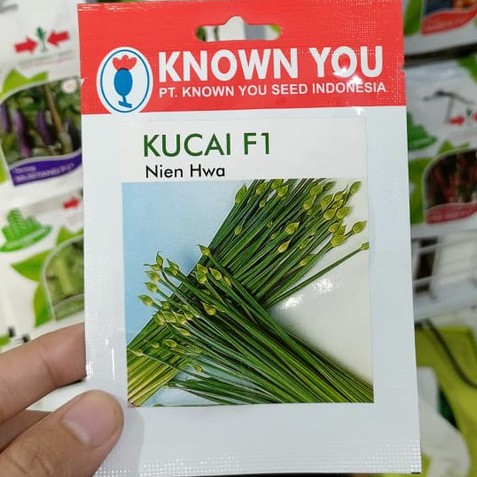 KNOWN YOU
PT. KNOWN YOU SEED INDONESIA
KUCAI F1
Nien Hwa